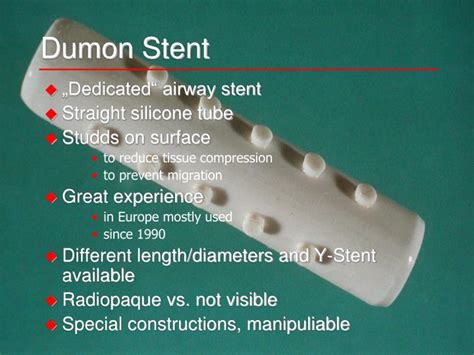 Dumon Stent
„Dedicated“ airway stent
Straight silicone tube
Studds on surface
to reduce tissue compression
to prevent migration
Great experience
in Europe mostly used
since 1990
Different length/diameters and Y-Stent
available
Radiopaque vs. not visible
Special constructions, manipuliable